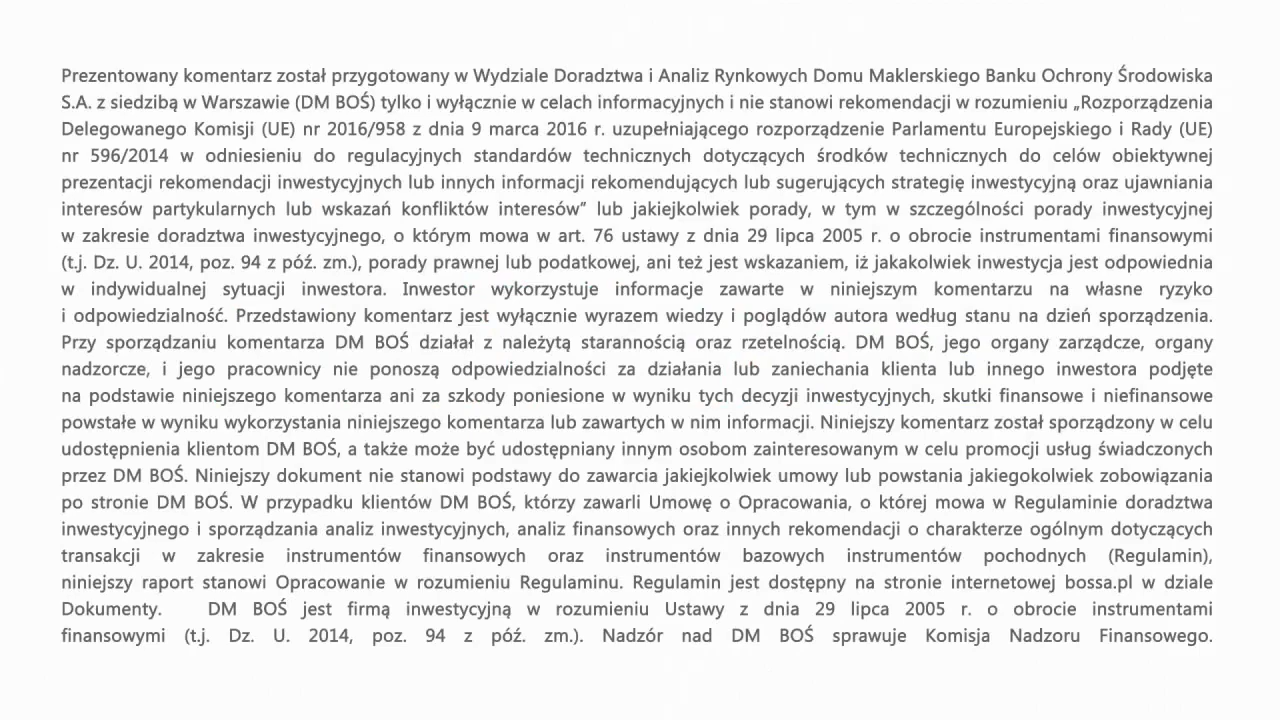 Prezentowany komentarz został przygotowany w Wydziale Doradztwa i Analiz Rynkowych Domu Maklerskiego Banku Ochrony Środowiska
S.A. z siedzibą w Warszawie (DM BOŚ) tylko i wyłącznie w celach informacyjnych i nie stanowi rekomendacji w rozumieniu „Rozporządzenia
Delegowanego Komisji (UE) nr 2016/958 z dnia 9 marca 2016 r. uzupełniającego rozporządzenie Parlamentu Europejskiego i Rady (UE)
nr 596/2014 w odniesieniu do regulacyjnych standardów technicznych dotyczących środków technicznych do celów obiektywnej
prezentacji rekomendacji inwestycyjnych lub innych informacji rekomendujących lub sugerujących strategię inwestycyjną oraz ujawniania
interesów partykularnych lub wskazań konfliktów interesów” lub jakiejkolwiek porady, w tym w szczególności porady inwestycyjnej
w zakresie doradztwa inwestycyjnego, o którym mowa w art. 76 ustawy z dnia 29 lipca 2005 r. o obrocie instrumentami finansowymi
(t.j. Dz. U. 2014, poz. 94 z póź. zm.), porady prawnej lub podatkowej, ani też jest wskazaniem, iż jakakolwiek inwestycja jest odpowiednia
w indywidualnej sytuacji inwestora. Inwestor wykorzystuje informacje zawarte w niniejszym komentarzu na własne ryzyko
i odpowiedzialność. Przedstawiony komentarz jest wyłącznie wyrazem wiedzy i poglądów autora według stanu na dzień sporządzenia.
Przy sporządzaniu komentarza DM BOŚ działał z należytą starannością oraz rzetelnością. DM BOŚ, jego organy zarządcze, organy
nadzorcze, i jego pracownicy nie ponoszą odpowiedzialności za działania lub zaniechania klienta lub innego inwestora podjęte
na podstawie niniejszego komentarza ani za szkody poniesione w wyniku tych decyzji inwestycyjnych, skutki finansowe i niefinansowe
powstałe w wyniku wykorzystania niniejszego komentarza lub zawartych w nim informacji. Niniejszy komentarz został sporządzony w celu
udostępnienia klientom DM BOŚ, a także może być udostępniany innym osobom zainteresowanym w celu promocji usług świadczonych
przez DM BOŚ. Niniejszy dokument nie stanowi podstawy do zawarcia jakiejkolwiek umowy lub powstania jakiegokolwiek zobowiązania
po stronie DM BOŚ. W przypadku klientów DM BOŚ, którzy zawarli Umowę o Opracowania, o której mowa w Regulaminie doradztwa
inwestycyjnego i sporządzania analiz inwestycyjnych, analiz finansowych oraz innych rekomendacji o charakterze ogólnym dotyczących
transakcji w zakresie instrumentów finansowych oraz instrumentów bazowych instrumentów pochodnych (Regulamin),
niniejszy raport stanowi Opracowanie w rozumieniu Regulaminu. Regulamin jest dostępny na stronie internetowej bossa.pl w dziale
Dokumenty. DM BOŚ jest firmą inwestycyjną w rozumieniu Ustawy z dnia 29 lipca 2005 r. o obrocie instrumentami
finansowymi (t.j. Dz. U. 2014, poz. 94 z póź. zm.). Nadzór nad DM BOŚ sprawuje Komisja Nadzoru Finansowego.